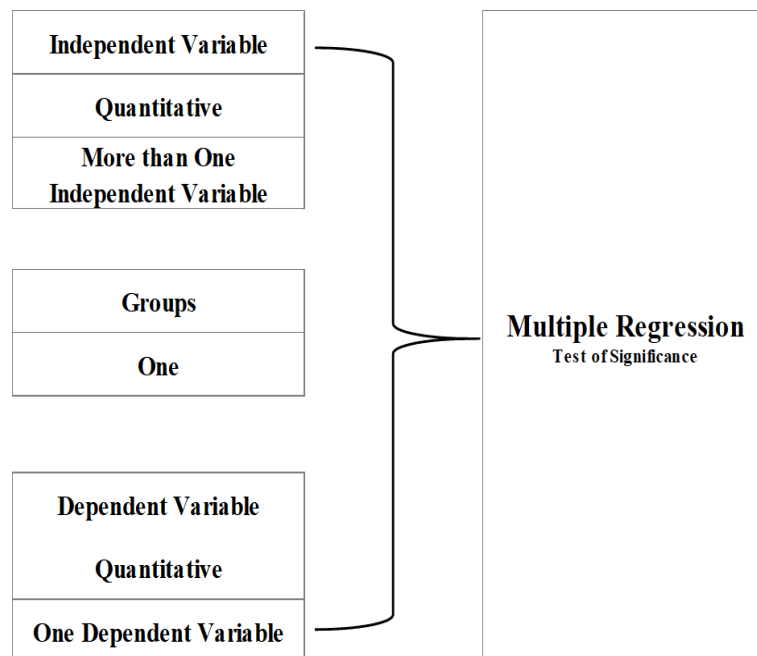 Independent Variable
Quantitative
More than One
Independent Variable
Groups
One
Dependent Variable
Quantitative
One Dependent Variable
Multiple Regression
Test of Significance